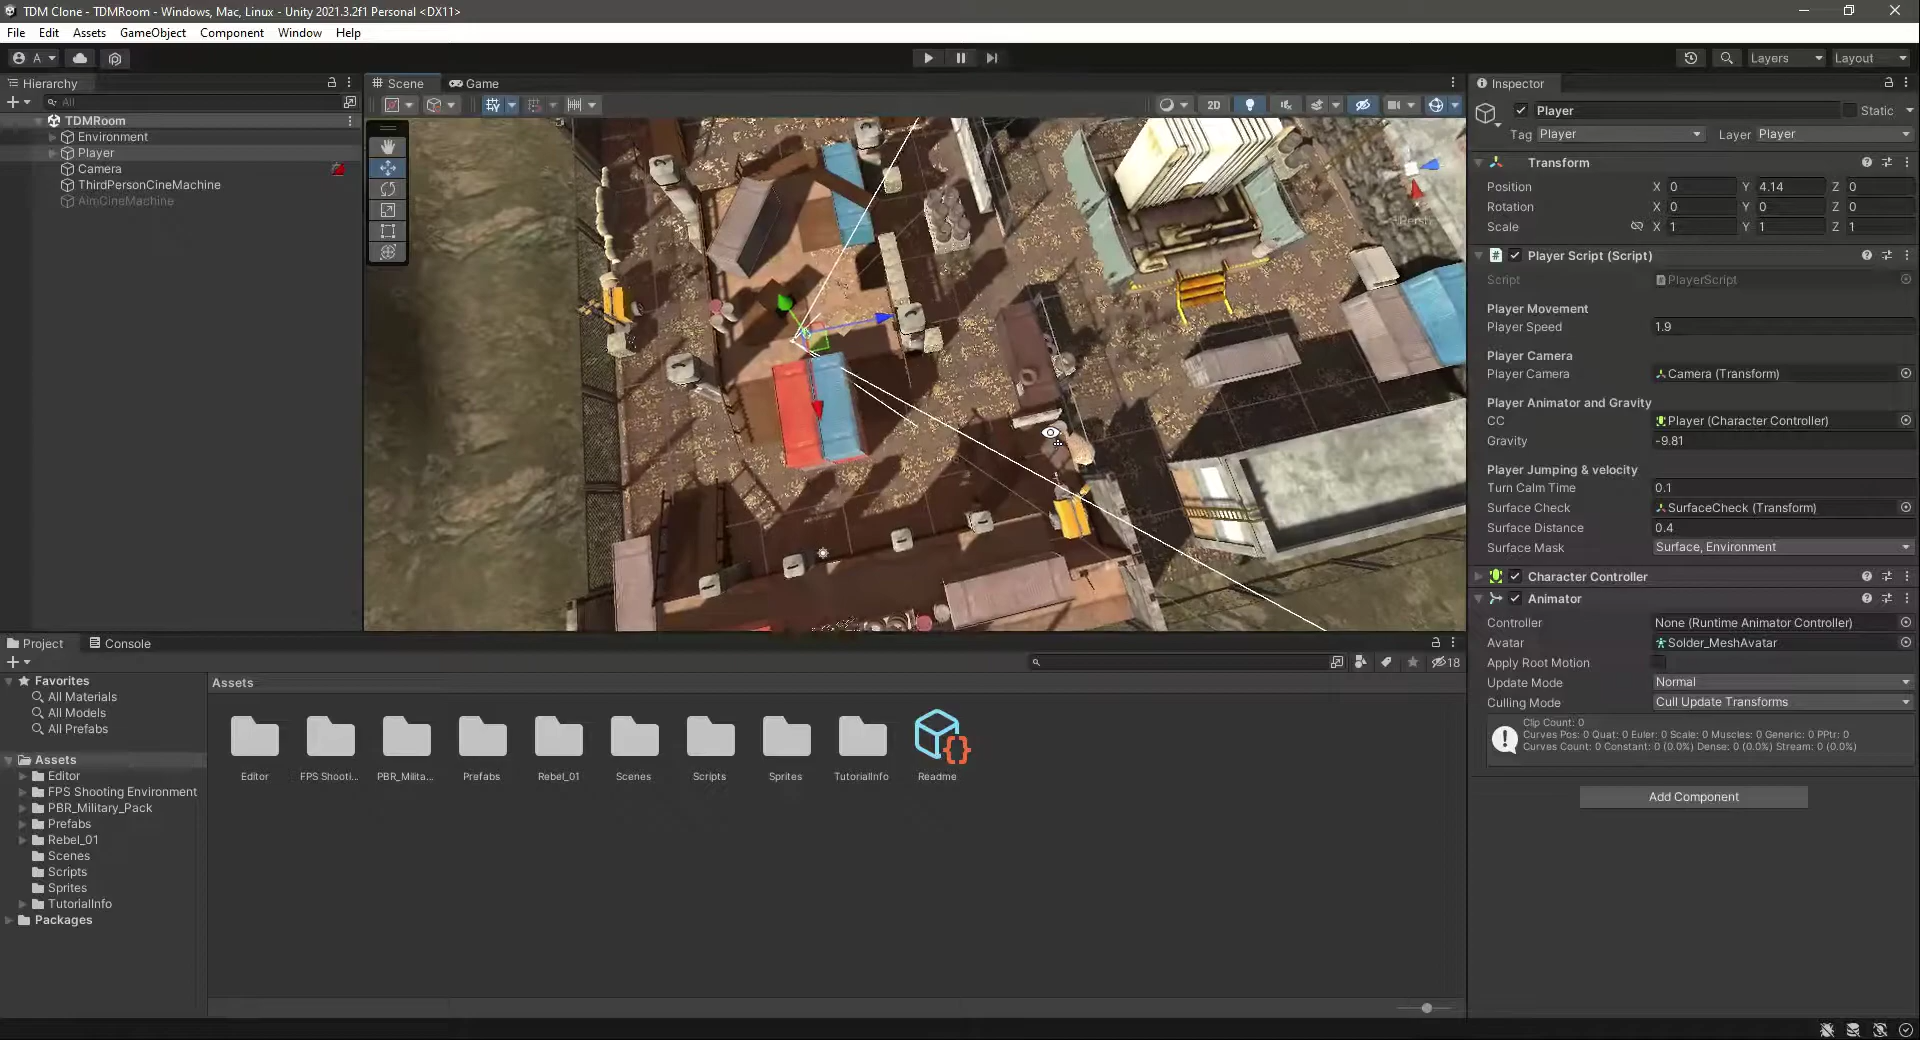 TDM Clone - TDMRoom - Windows, Mac, Linux - Unity 2021.3.2f1 Personal <DX11>
File Edit Assets GameObject Component Window Help
A Layers Layout
Hierarchy
All
TDMRoom
Environment
Player
Camera
ThirdPersonCineMachine
AimCineMachine
Scene Game
2D
Inspector
Player Static
Tag Player Layer Player
Transform
Position X 0 Y 4.14 Z 0
Rotation X 0 Y 0 Z 0
Scale X 1 Y 1 Z 1
Player Script (Script)
Script PlayerScript
Player Movement
Player Speed 1.9
Player Camera
Player Camera Camera (Transform)
Player Animator and Gravity
CC Player (Character Controller)
Gravity -9.81
Player Jumping & velocity
Turn Calm Time 0.1
Surface Check SurfaceCheck (Transform)
Surface Distance 0.4
Surface Mask Surface, Environment
Character Controller
Animator
Controller None (Runtime Animator Controller)
Avatar Solder_MeshAvatar
Apply Root Motion
Update Mode Normal
Culling Mode Cull Update Transforms
Clip Count: 0
Curves Pos: 0 Quat: 0 Euler: 0 Scale: 0 Muscles: 0 Generic: 0 PPtr: 0
Curves Count: 0 Constant: 0 (0.0%) Dense: 0 (0.0%) Stream: 0 (0.0%)
Add Component
Project Console
18
Favorites
All Materials
All Models
All Prefabs
Assets
Editor
FPS Shooting Environment
PBR_Military_Pack
Prefabs
Rebel_01
Scenes
Scripts
Sprites
TutorialInfo
Packages
Assets
Editor FPS Shooti... PBR_Milita... Prefabs Rebel_01 Scenes Scripts Sprites TutorialInfo Readme